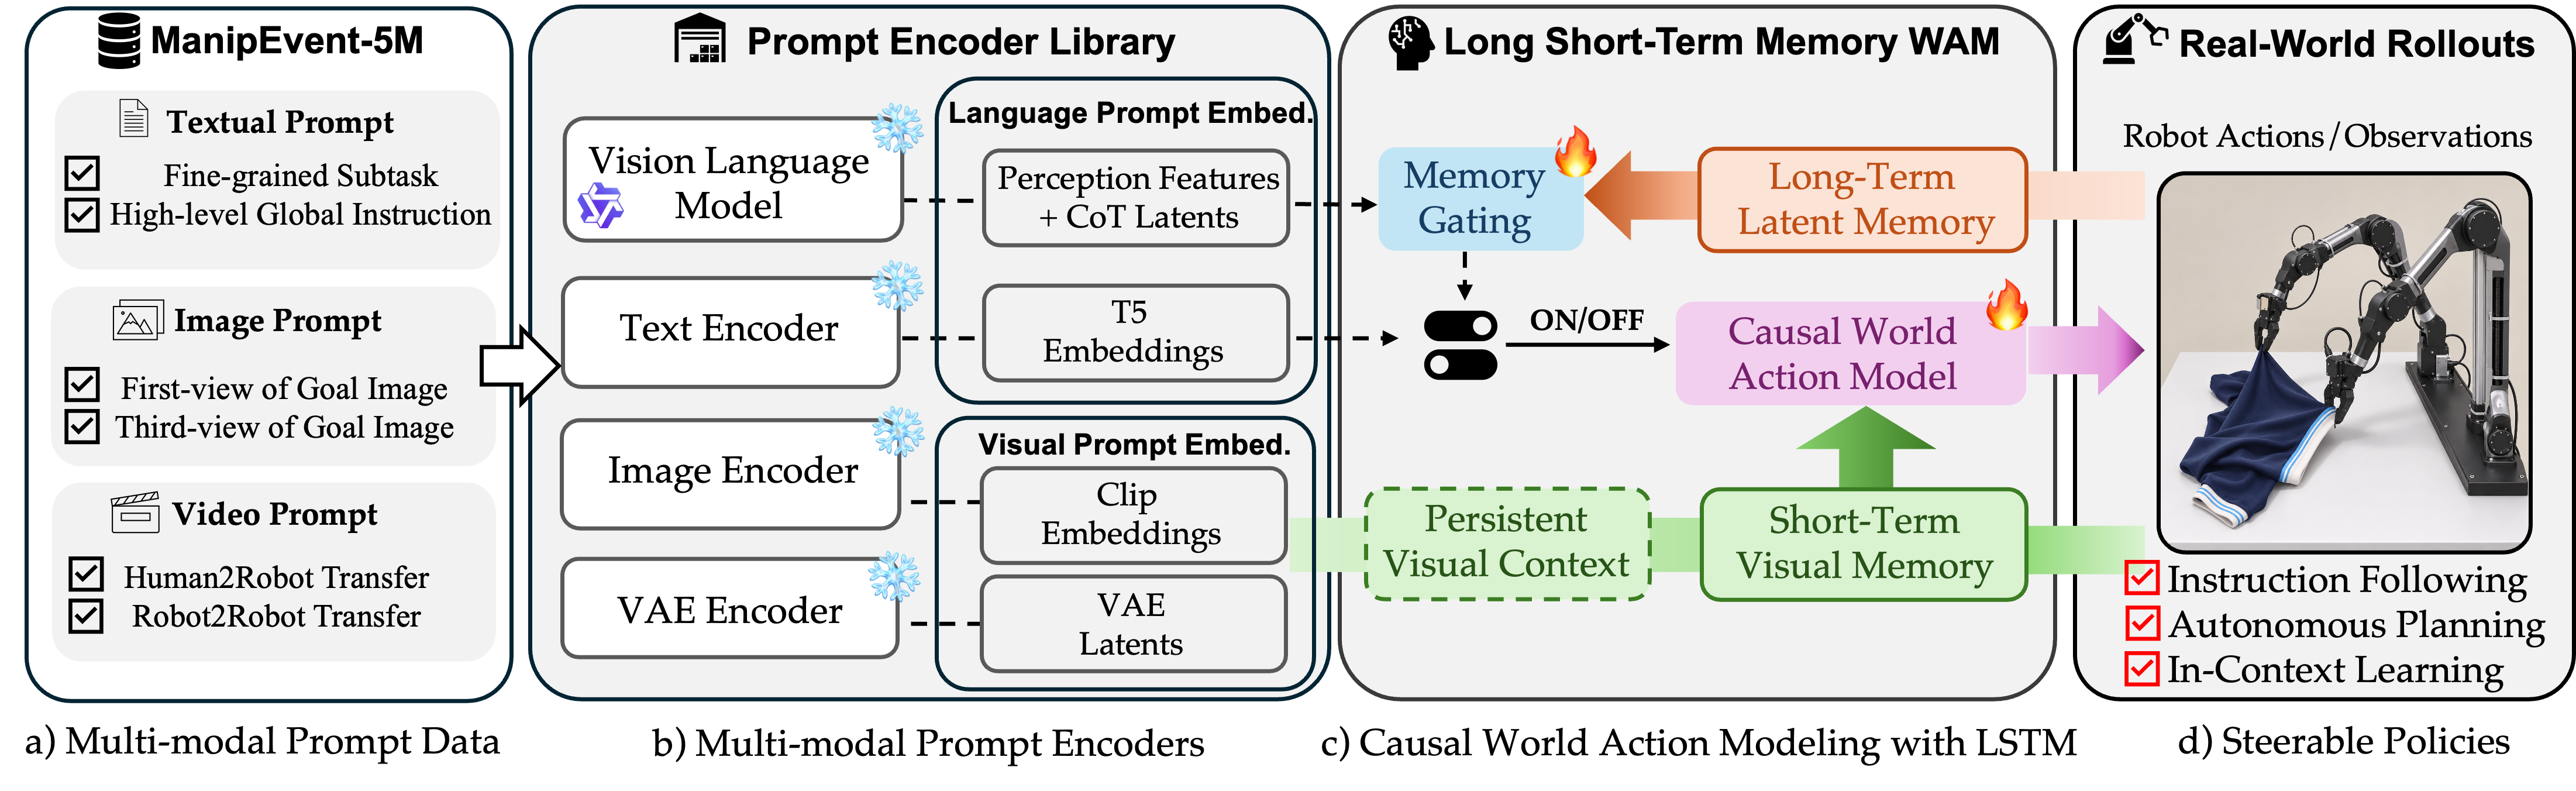 ManipEvent-5M
Textual Prompt
Fine-grained Subtask
High-level Global Instruction
Image Prompt
First-view of Goal Image
Third-view of Goal Image
Video Prompt
Human2Robot Transfer
Robot2Robot Transfer
a) Multi-modal Prompt Data
Prompt Encoder Library
Vision Language
Model
Text Encoder
Image Encoder
VAE Encoder
Language Prompt Embed.
Perception Features
+ CoT Latents
T5
Embeddings
Visual Prompt Embed.
Clip
Embeddings
VAE
Latents
b) Multi-modal Prompt Encoders
Long Short-Term Memory WAM
Memory
Gating
Long-Term
Latent Memory
ON/OFF
Causal World
Action Model
Persistent
Visual Context
Short-Term
Visual Memory
c) Causal World Action Modeling with LSTM
Real-World Rollouts
Robot Actions / Observations
Instruction Following
Autonomous Planning
In-Context Learning
d) Steerable Policies